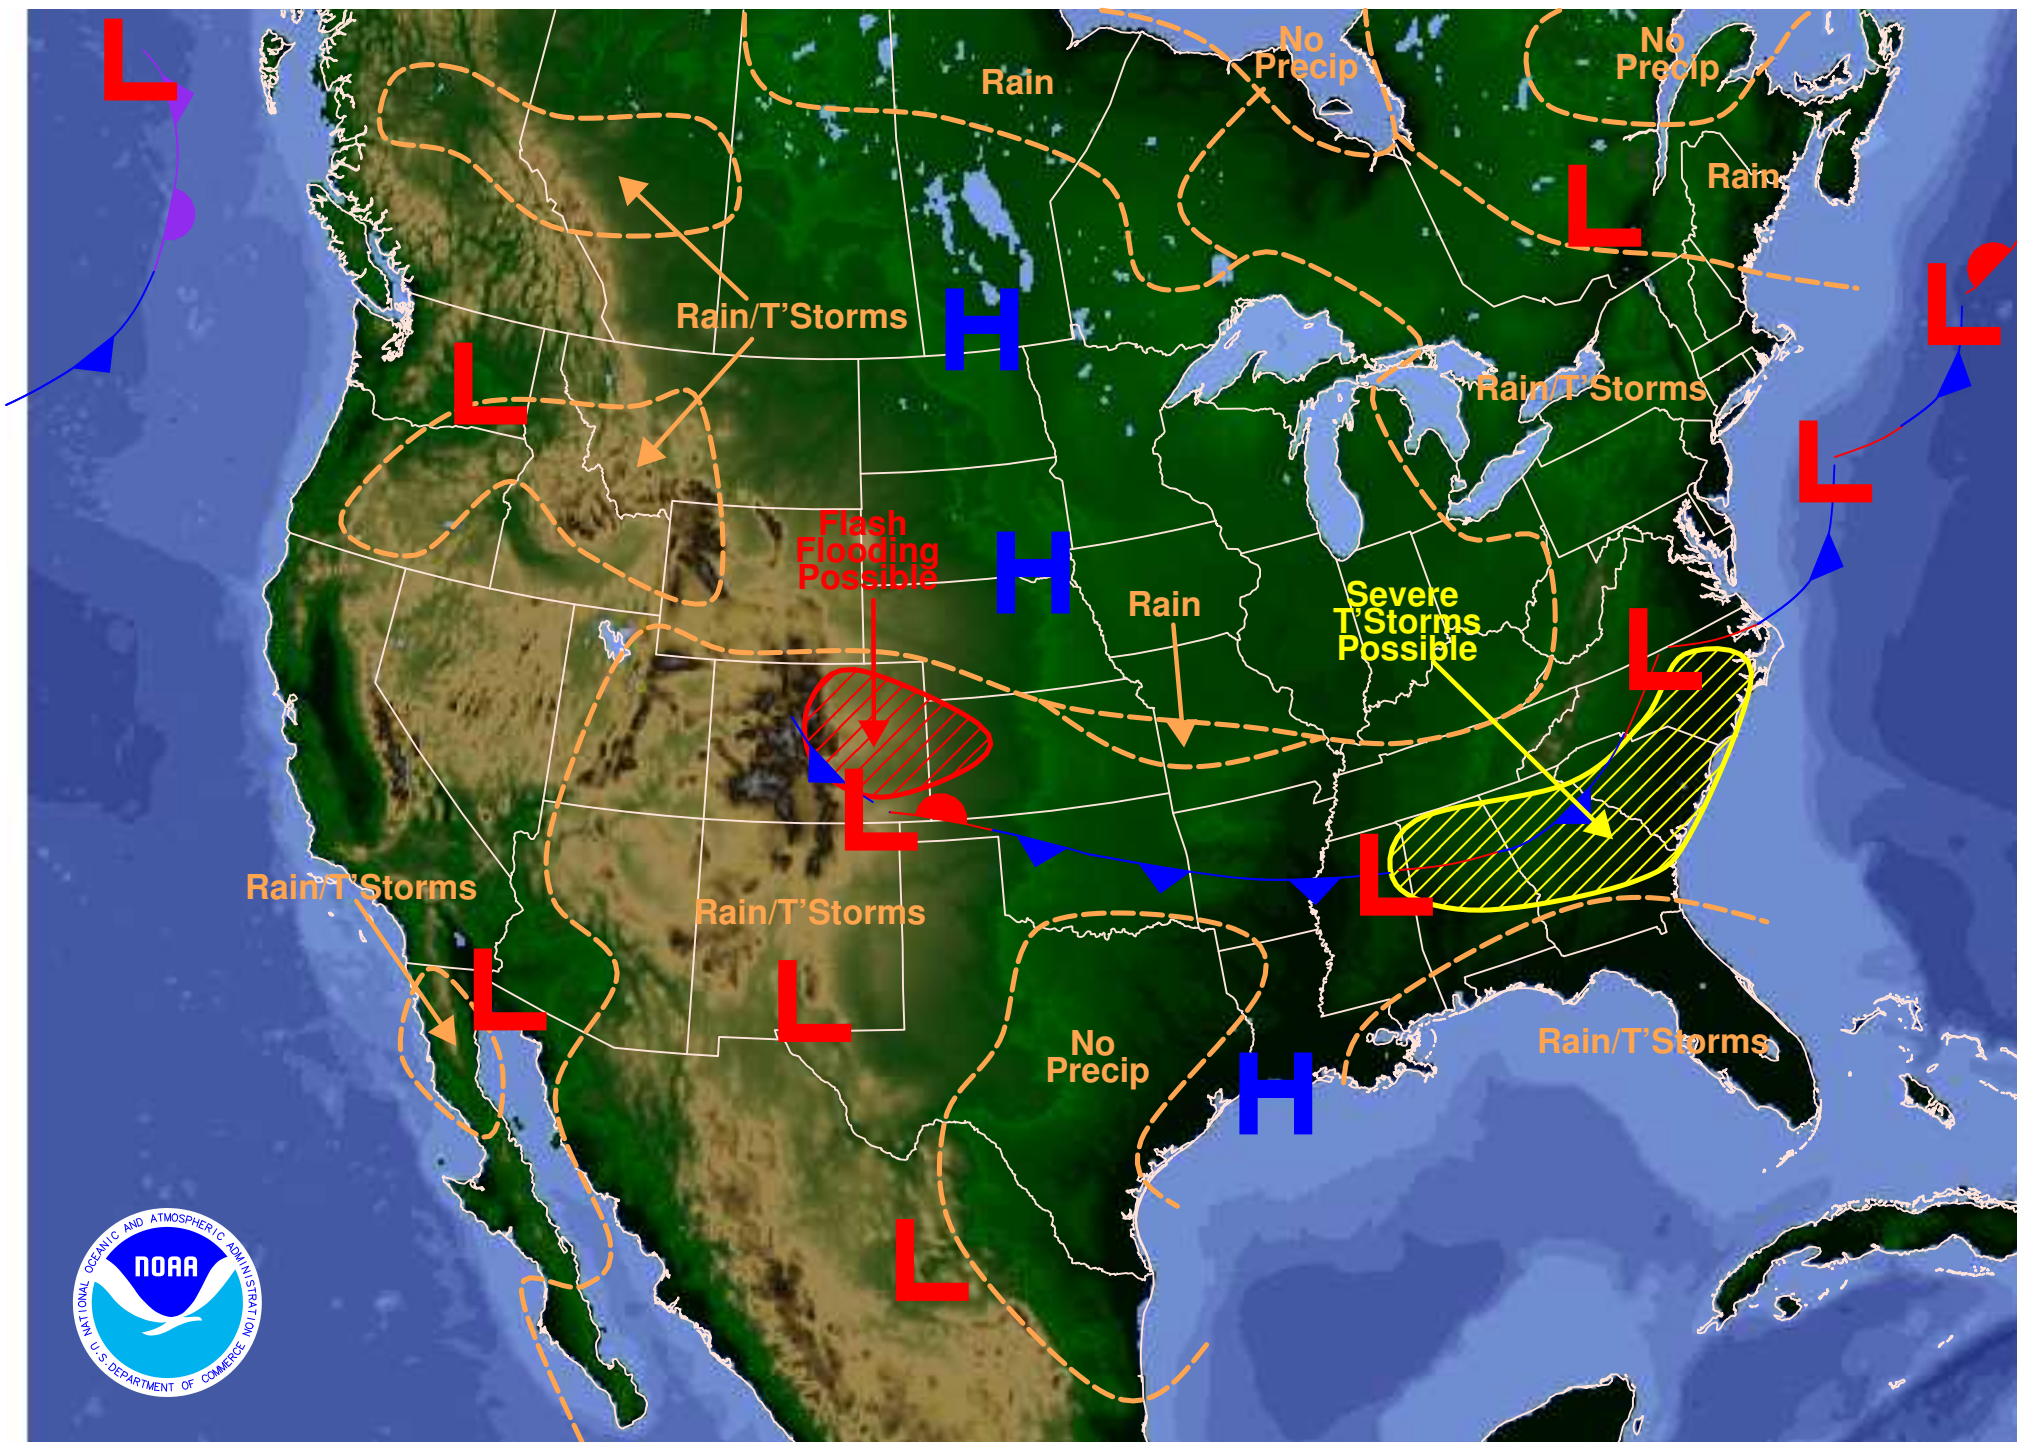 L
No
Precip
No
Precip
Rain
Rain
L
L
H
Rain/T'Storms
L
Rain/T'Storms
L
Flash
Flooding
Possible
H
Rain
Severe
T'Storms
Possible
L
L
L
Rain/T'Storms
Rain/T'Storms
L
L
No
Precip
Rain/T'Storms
H
L
NATIONAL OCEANIC AND ATMOSPHERIC ADMINISTRATION
NOAA
U.S. DEPARTMENT OF COMMERCE